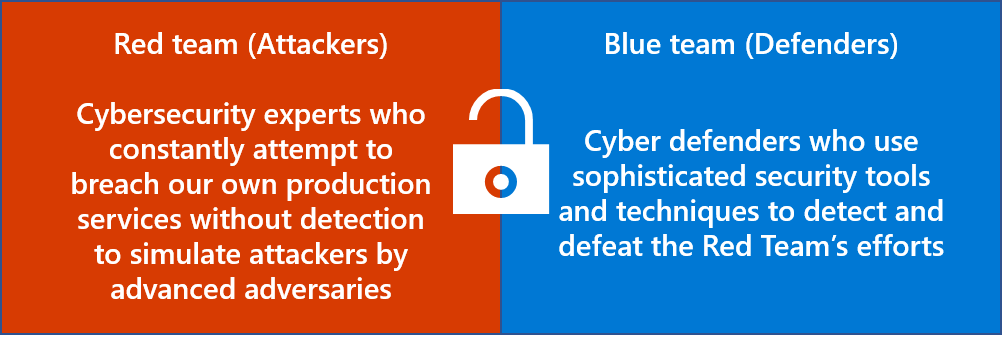 Red team (Attackers)
Cybersecurity experts who
constantly attempt to
breach our own production
services without detection
to simulate attackers by
advanced adversaries
Blue team (Defenders)
Cyber defenders who use
sophisticated security tools
and techniques to detect and
defeat the Red Team’s efforts